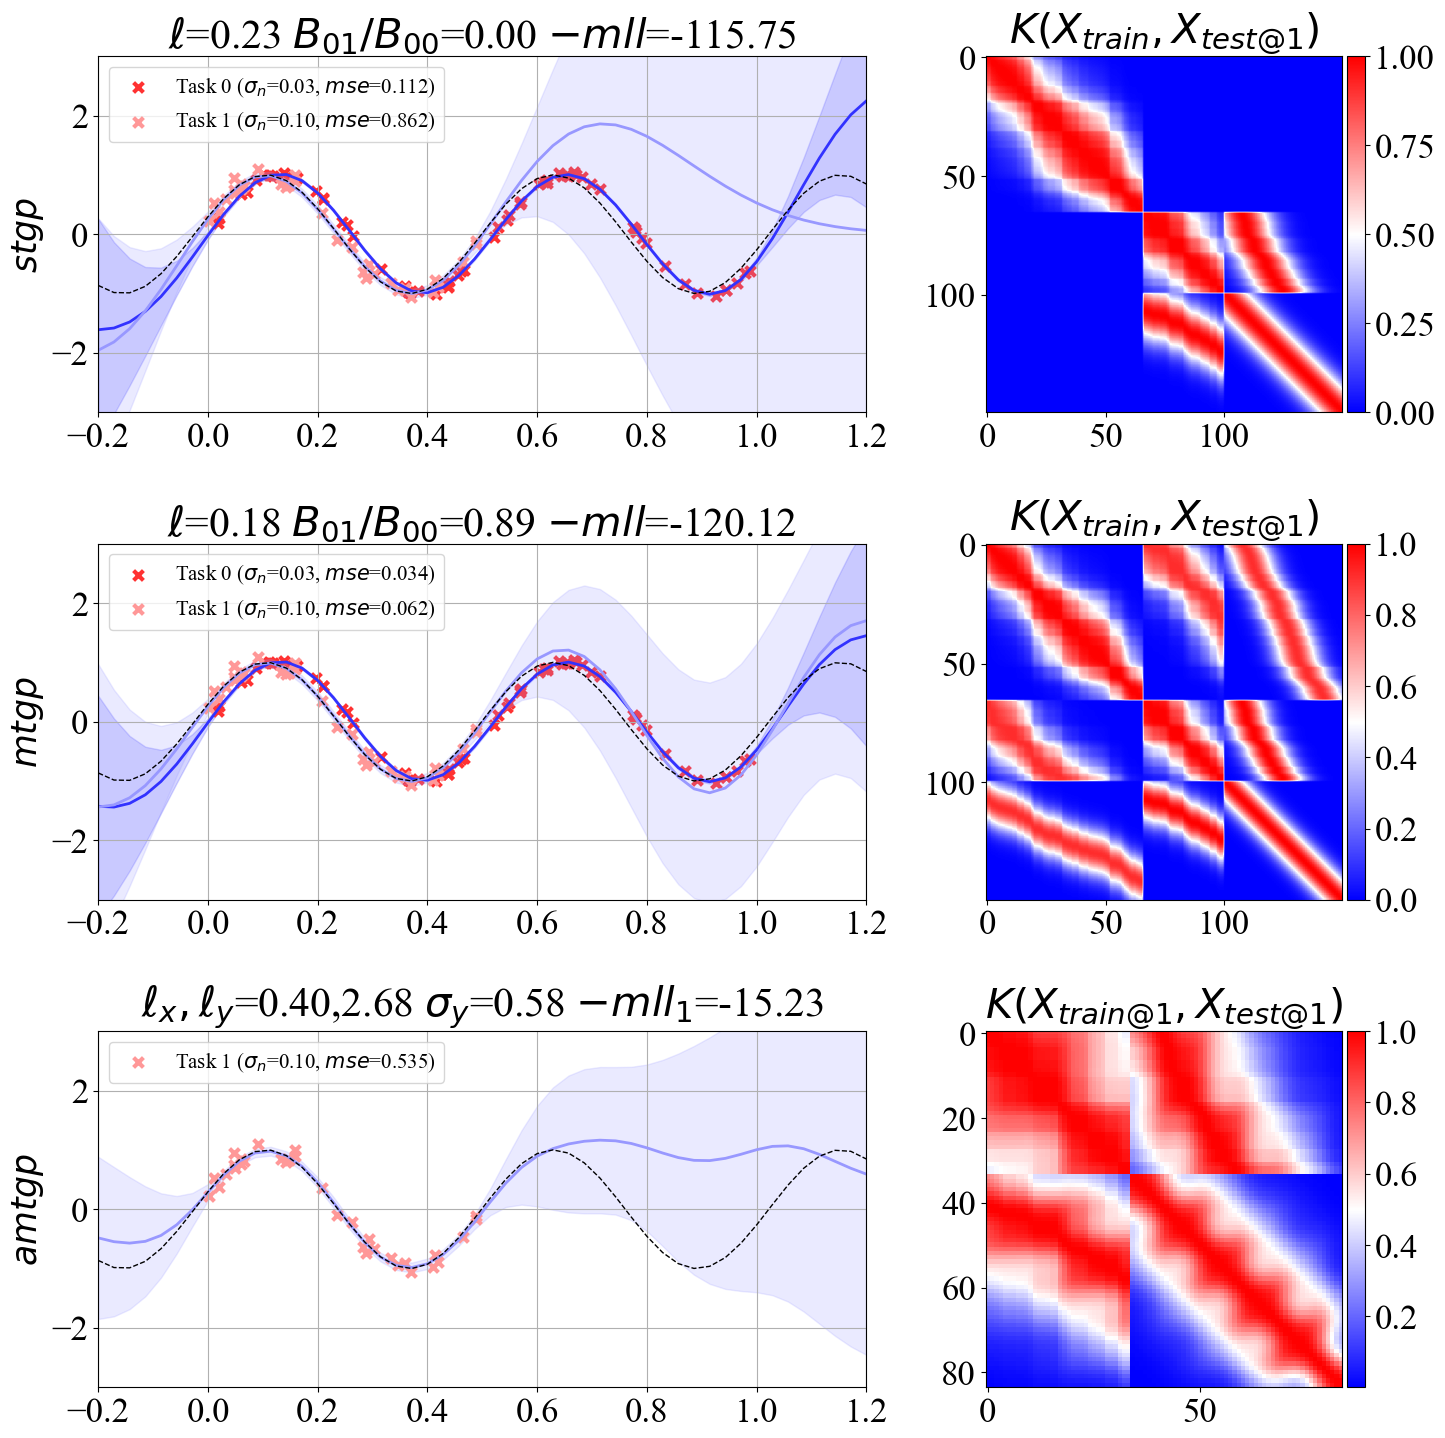 ℓ=0.23 B₀₁/B₀₀=0.00 −mll=-115.75
K(X_train, X_test@1)
stgp
Task 0 (σₙ=0.03, mse=0.112)
Task 1 (σₙ=0.10, mse=0.862)
2
0
−2
−0.2 0.0 0.2 0.4 0.6 0.8 1.0 1.2
0
50
100
0 50 100
1.00
0.75
0.50
0.25
0.00
ℓ=0.18 B₀₁/B₀₀=0.89 −mll=-120.12
K(X_train, X_test@1)
mtgp
Task 0 (σₙ=0.03, mse=0.034)
Task 1 (σₙ=0.10, mse=0.062)
2
0
−2
−0.2 0.0 0.2 0.4 0.6 0.8 1.0 1.2
0
50
100
0 50 100
1.0
0.8
0.6
0.4
0.2
0.0
ℓₓ, ℓ_y=0.40,2.68 σ_y=0.58 −mll₁=-15.23
K(X_train@1, X_test@1)
amtgp
Task 1 (σₙ=0.10, mse=0.535)
2
0
−2
−0.2 0.0 0.2 0.4 0.6 0.8 1.0 1.2
0
20
40
60
80
0 50
1.0
0.8
0.6
0.4
0.2